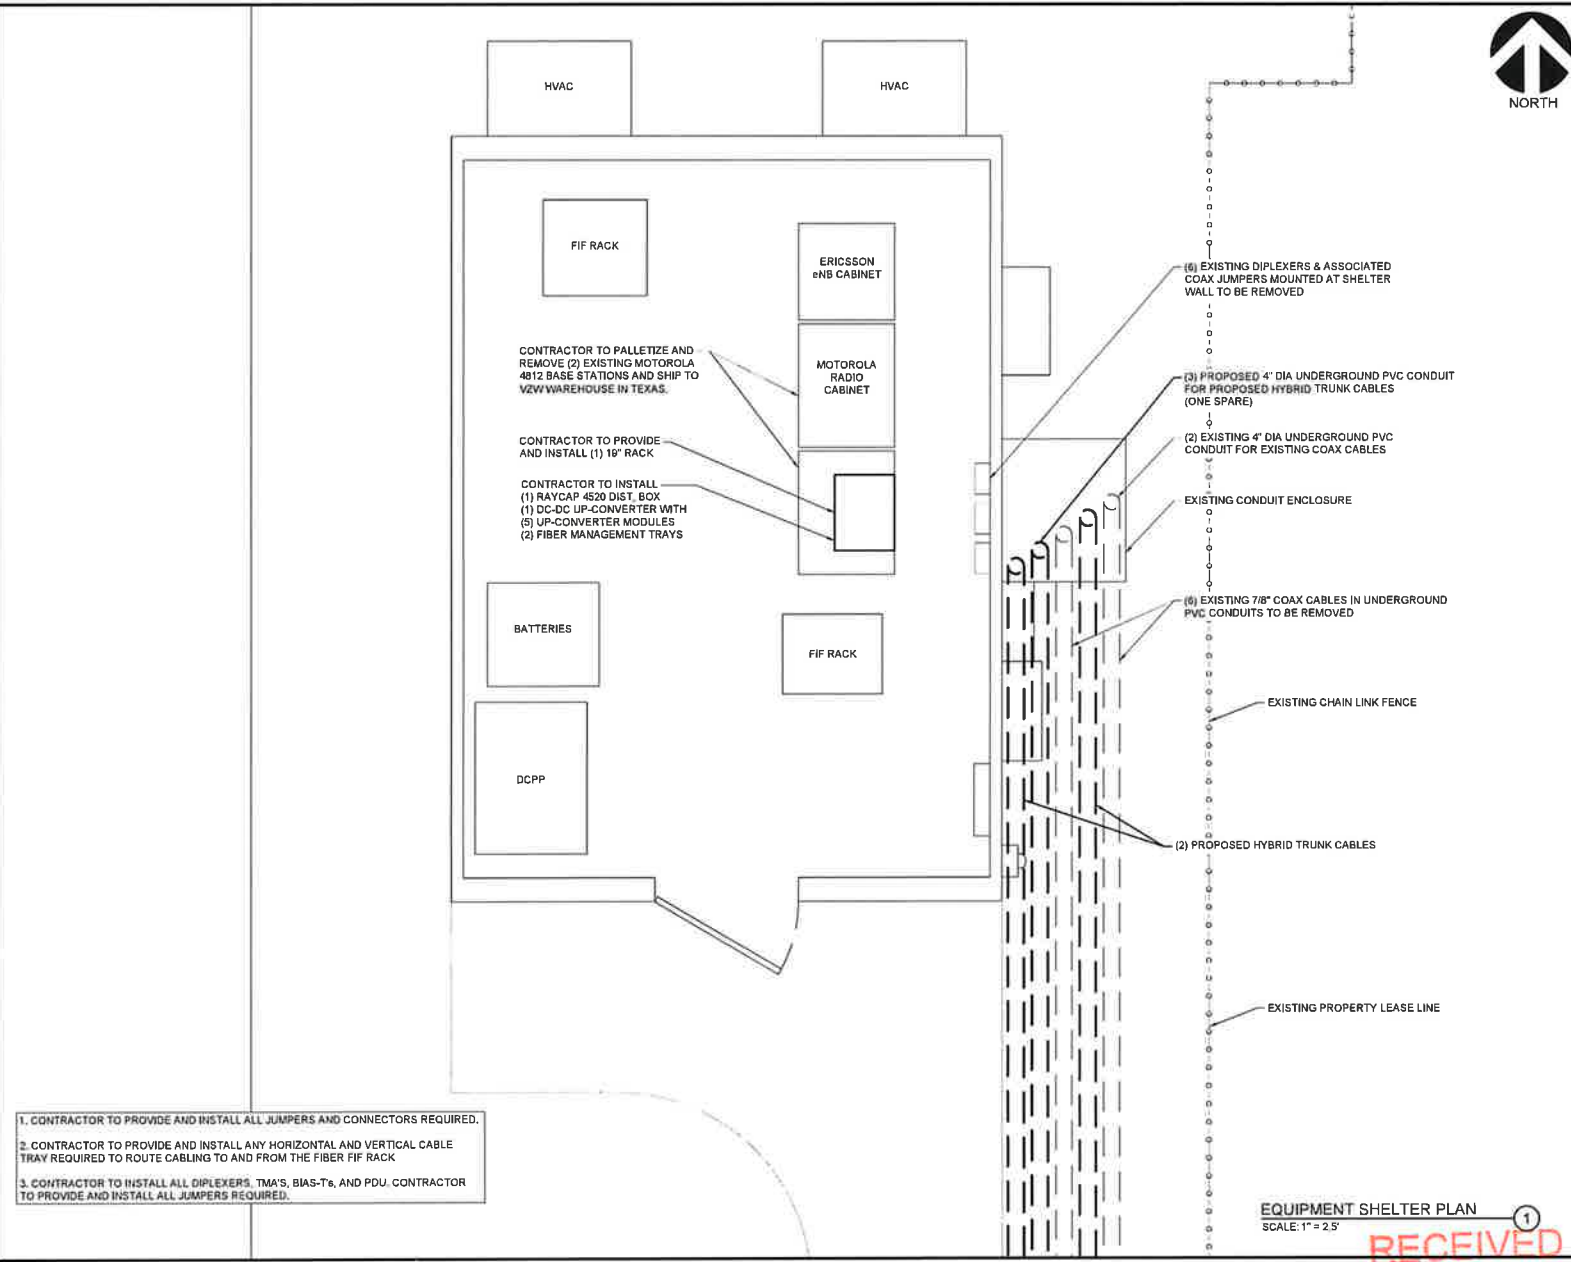 HVAC
HVAC
NORTH
FIF RACK
ERICSSON
eNB CABINET
(6) EXISTING DIPLEXERS & ASSOCIATED
COAX JUMPERS MOUNTED AT SHELTER
WALL TO BE REMOVED
CONTRACTOR TO PALLETIZE AND
REMOVE (2) EXISTING MOTOROLA
4812 BASE STATIONS AND SHIP TO
VZW WAREHOUSE IN TEXAS.
MOTOROLA
RADIO
CABINET
(3) PROPOSED 4" DIA UNDERGROUND PVC CONDUIT
FOR PROPOSED HYBRID TRUNK CABLES
(ONE SPARE)
CONTRACTOR TO PROVIDE
AND INSTALL (1) 19" RACK
(2) EXISTING 4" DIA UNDERGROUND PVC
CONDUIT FOR EXISTING COAX CABLES
CONTRACTOR TO INSTALL
(1) RAYCAP 4520 DIST. BOX
(1) DC-DC UP-CONVERTER WITH
(5) UP-CONVERTER MODULES
(2) FIBER MANAGEMENT TRAYS
EXISTING CONDUIT ENCLOSURE
(6) EXISTING 7/8" COAX CABLES IN UNDERGROUND
PVC CONDUITS TO BE REMOVED
BATTERIES
FIF RACK
EXISTING CHAIN LINK FENCE
DCPP
(2) PROPOSED HYBRID TRUNK CABLES
EXISTING PROPERTY LEASE LINE
1. CONTRACTOR TO PROVIDE AND INSTALL ALL JUMPERS AND CONNECTORS REQUIRED.
2. CONTRACTOR TO PROVIDE AND INSTALL ANY HORIZONTAL AND VERTICAL CABLE
TRAY REQUIRED TO ROUTE CABLING TO AND FROM THE FIBER FIF RACK
3. CONTRACTOR TO INSTALL ALL DIPLEXERS, TMA'S, BIAS-T's, AND PDU. CONTRACTOR
TO PROVIDE AND INSTALL ALL JUMPERS REQUIRED.
EQUIPMENT SHELTER PLAN
1
SCALE: 1" = 2.5'
RECEIVED